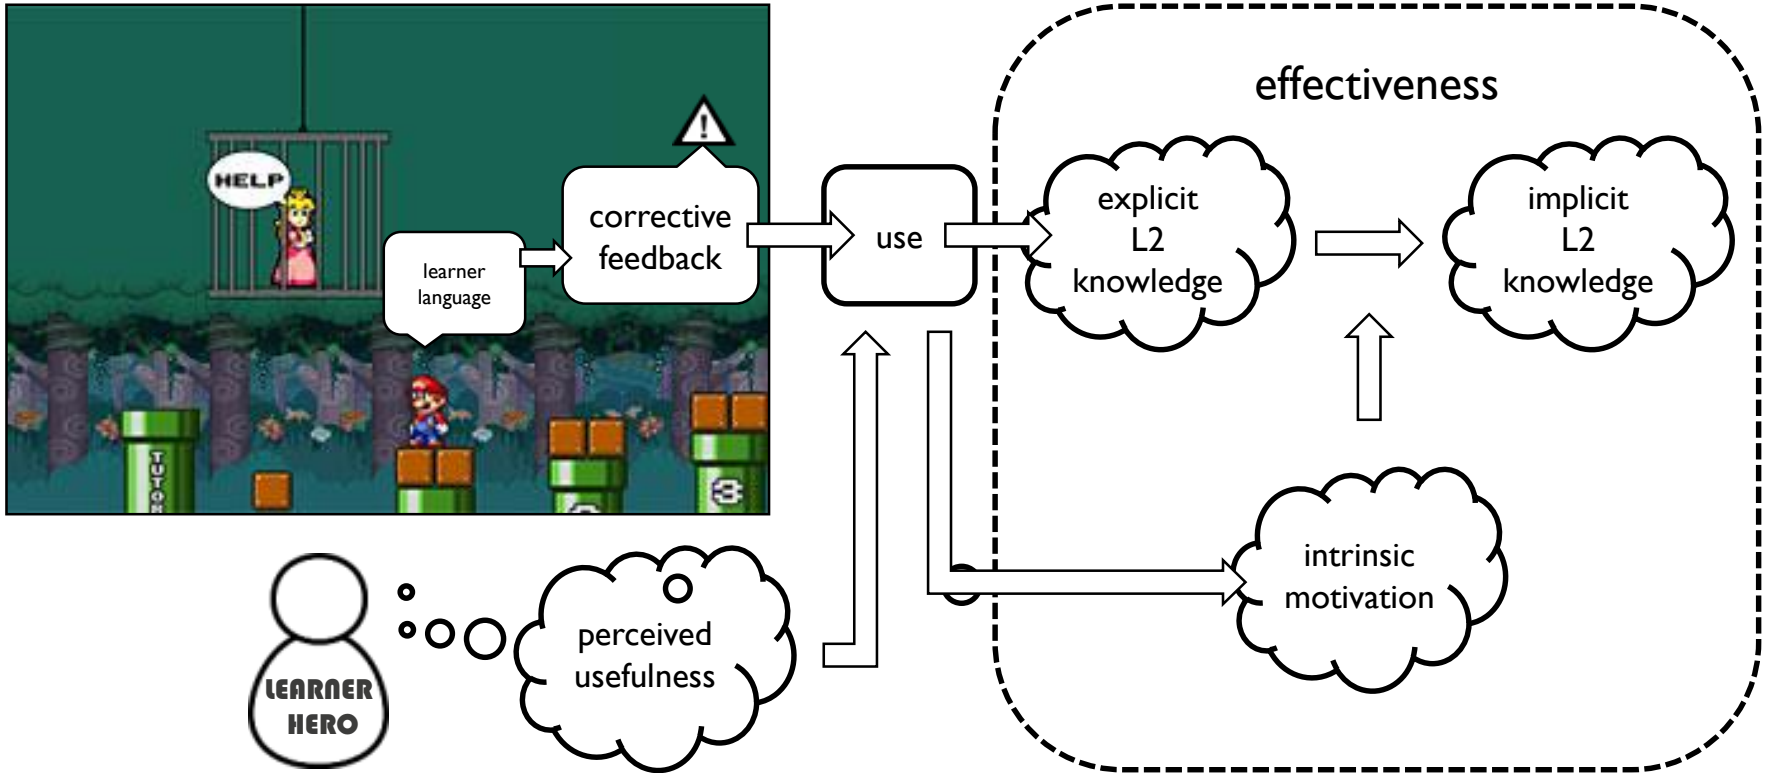 effectiveness
HELP
learner
language
corrective
feedback
!
use
explicit
L2
knowledge
implicit
L2
knowledge
TUTOR
3
intrinsic
motivation
perceived
usefulness
LEARNER
HERO